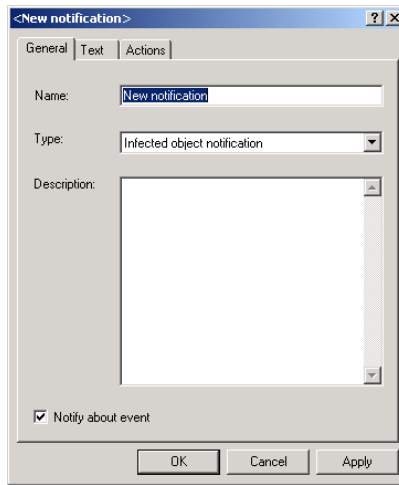 <New notification>
General Text Actions
Name: New notification
Type: Infected object notification
Description:
Notify about event
OK Cancel Apply